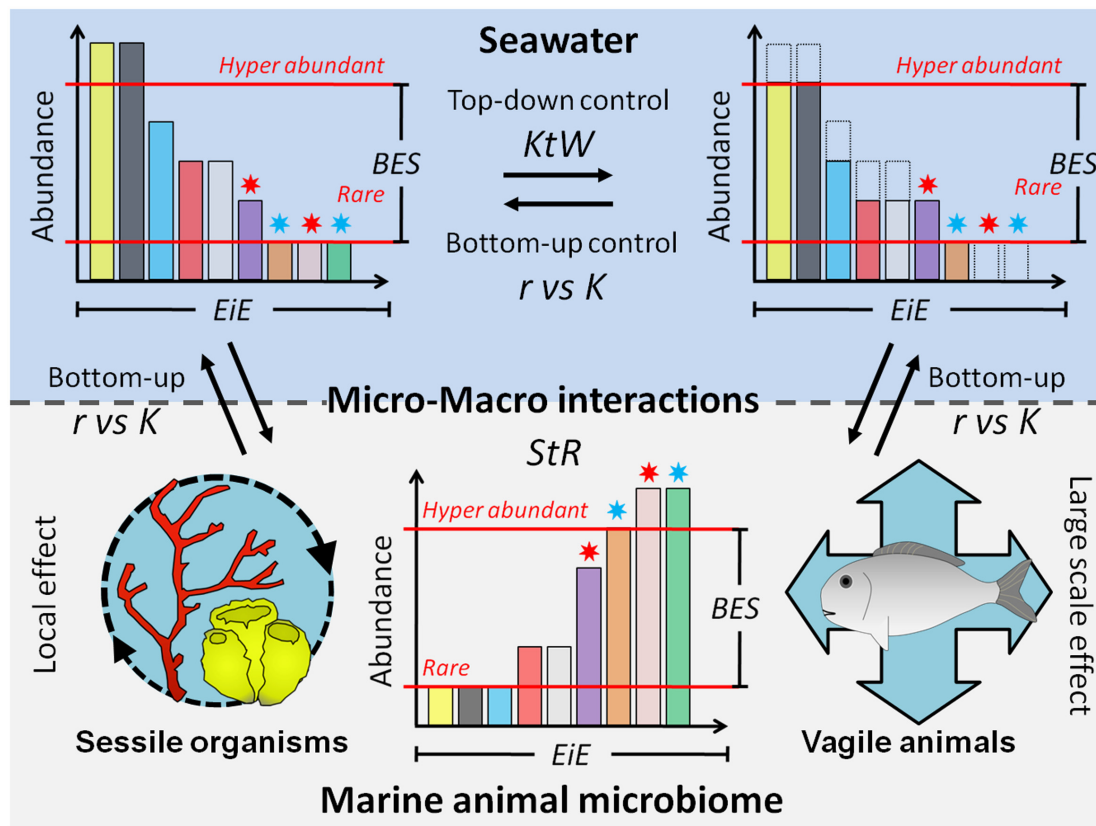 Seawater
Abundance
Hyper abundant
BES
Rare
EiE
Top-down control
KtW
Bottom-up control
r vs K
Abundance
Hyper abundant
BES
Rare
EiE
Bottom-up
r vs K
Micro-Macro interactions
Bottom-up
r vs K
StR
Local effect
Sessile organisms
Abundance
Hyper abundant
BES
Rare
EiE
Large scale effect
Vagile animals
Marine animal microbiome